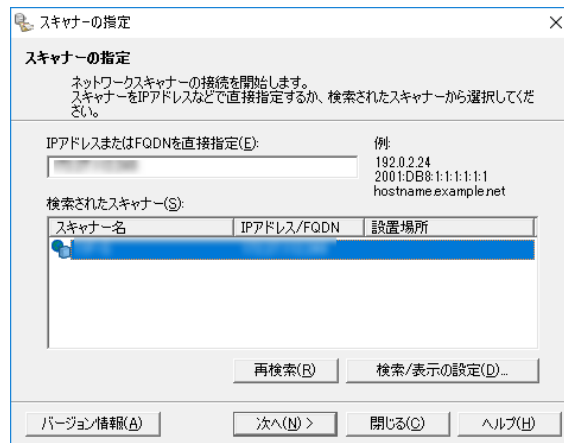 スキャナーの指定
スキャナーの指定
ネットワークスキャナーの接続を開始します。
スキャナーをIPアドレスなどで直接指定するか、検索されたスキャナーから選択してくだ
さい。
IPアドレスまたはFQDNを直接指定(E):
例:
192.0.2.24
2001:DB8:1:1:1:1:1:1
hostname.example.net
検索されたスキャナー(S):
スキャナー名 IPアドレス/FQDN 設置場所
再検索(R) 検索/表示の設定(D)...
バージョン情報(A) 次へ(N) > 閉じる(C) ヘルプ(H)